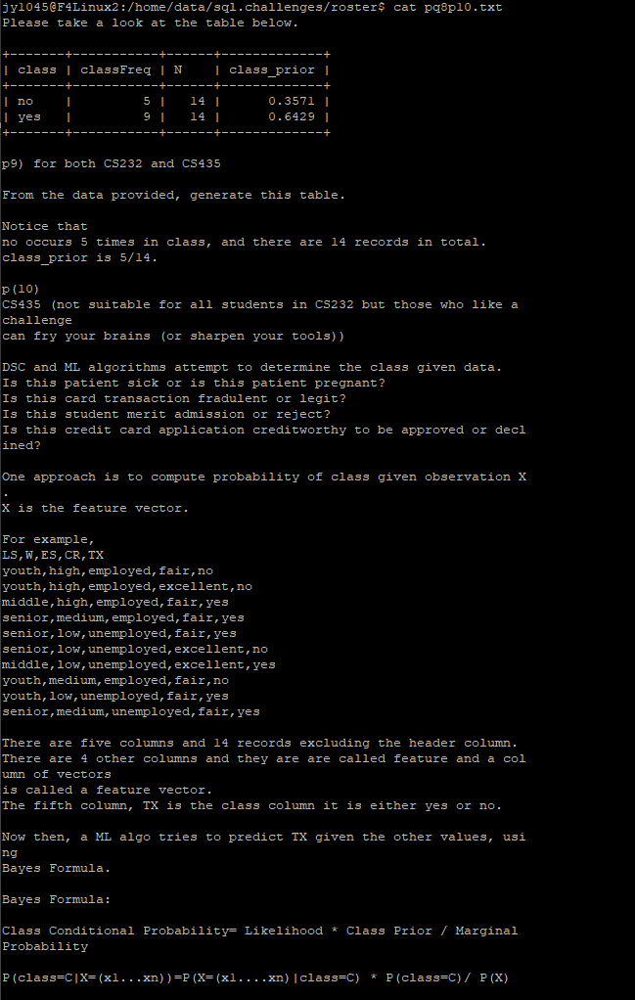 jy1045@F4Linux2:/home/data/sql.challenges/roster$ cat pq8p10.txt
Please take a look at the table below.
+-------+-----------+------+-------------+
| class | classFreq | N    | class_prior |
+-------+-----------+------+-------------+
| no    |         5 |   14 |      0.3571 |
| yes   |         9 |   14 |      0.6429 |
+-------+-----------+------+-------------+
p9) for both CS232 and CS435
From the data provided, generate this table.
Notice that
no occurs 5 times in class, and there are 14 records in total.
class_prior is 5/14.
p(10)
CS435 (not suitable for all students in CS232 but those who like a
challenge
can fry your brains (or sharpen your tools))
DSC and ML algorithms attempt to determine the class given data.
Is this patient sick or is this patient pregnant?
Is this card transaction fradulent or legit?
Is this student merit admission or reject?
Is this credit card application creditworthy to be approved or decl
ined?
One approach is to compute probability of class given observation X
.
X is the feature vector.
For example,
LS,W,ES,CR,TX
youth,high,employed,fair,no
youth,high,employed,excellent,no
middle,high,employed,fair,yes
senior,medium,employed,fair,yes
senior,low,unemployed,fair,yes
senior,low,unemployed,excellent,no
middle,low,unemployed,excellent,yes
youth,medium,employed,fair,no
youth,low,unemployed,fair,yes
senior,medium,unemployed,fair,yes
There are five columns and 14 records excluding the header column.
There are 4 other columns and they are are called feature and a col
umn of vectors
is called a feature vector.
The fifth column, TX is the class column it is either yes or no.
Now then, a ML algo tries to predict TX given the other values, usi
ng
Bayes Formula.
Bayes Formula:
Class Conditional Probability= Likelihood * Class Prior / Marginal
Probability
P(class=C|X=(x1...xn))=P(X=(x1....xn)|class=C) * P(class=C)/ P(X)